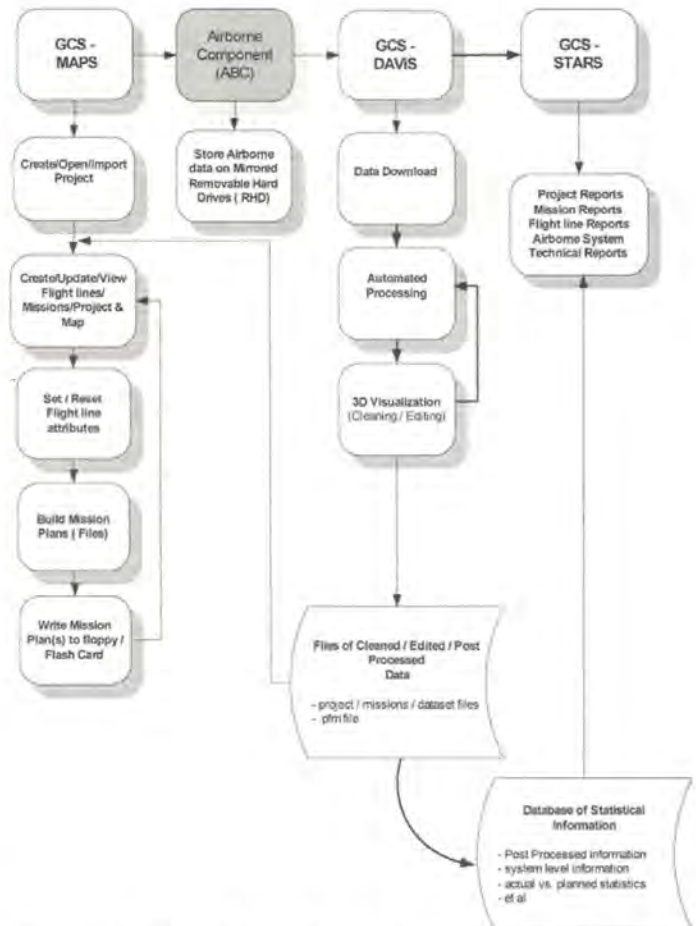 GCS -
MAPS
Airborne
Component
(ABC)
GCS -
DAViS
GCS -
STARS
Create/Open/Import
Project
Store Airborne
data on Mirrored
Removable Hard
Drives ( RHD)
Data Download
Project Reports
Mission Reports
Flight line Reports
Airborne System
Technical Reports
Create/Update/View
Flight lines/
Missions/Project &
Map
Automated
Processing
Set / Reset
Flight line
attributes
3D Visualization
(Cleaning / Editing)
Build Mission
Plans ( Files)
Write Mission
Plan(s) to floppy /
Flash Card
Files of Cleaned / Edited / Post
Processed
Data
- project / missions / dataset files
- pfm file
Database of Statistical
Information
- Post Processed information
- system level information
- actual vs. planned statistics
- et al